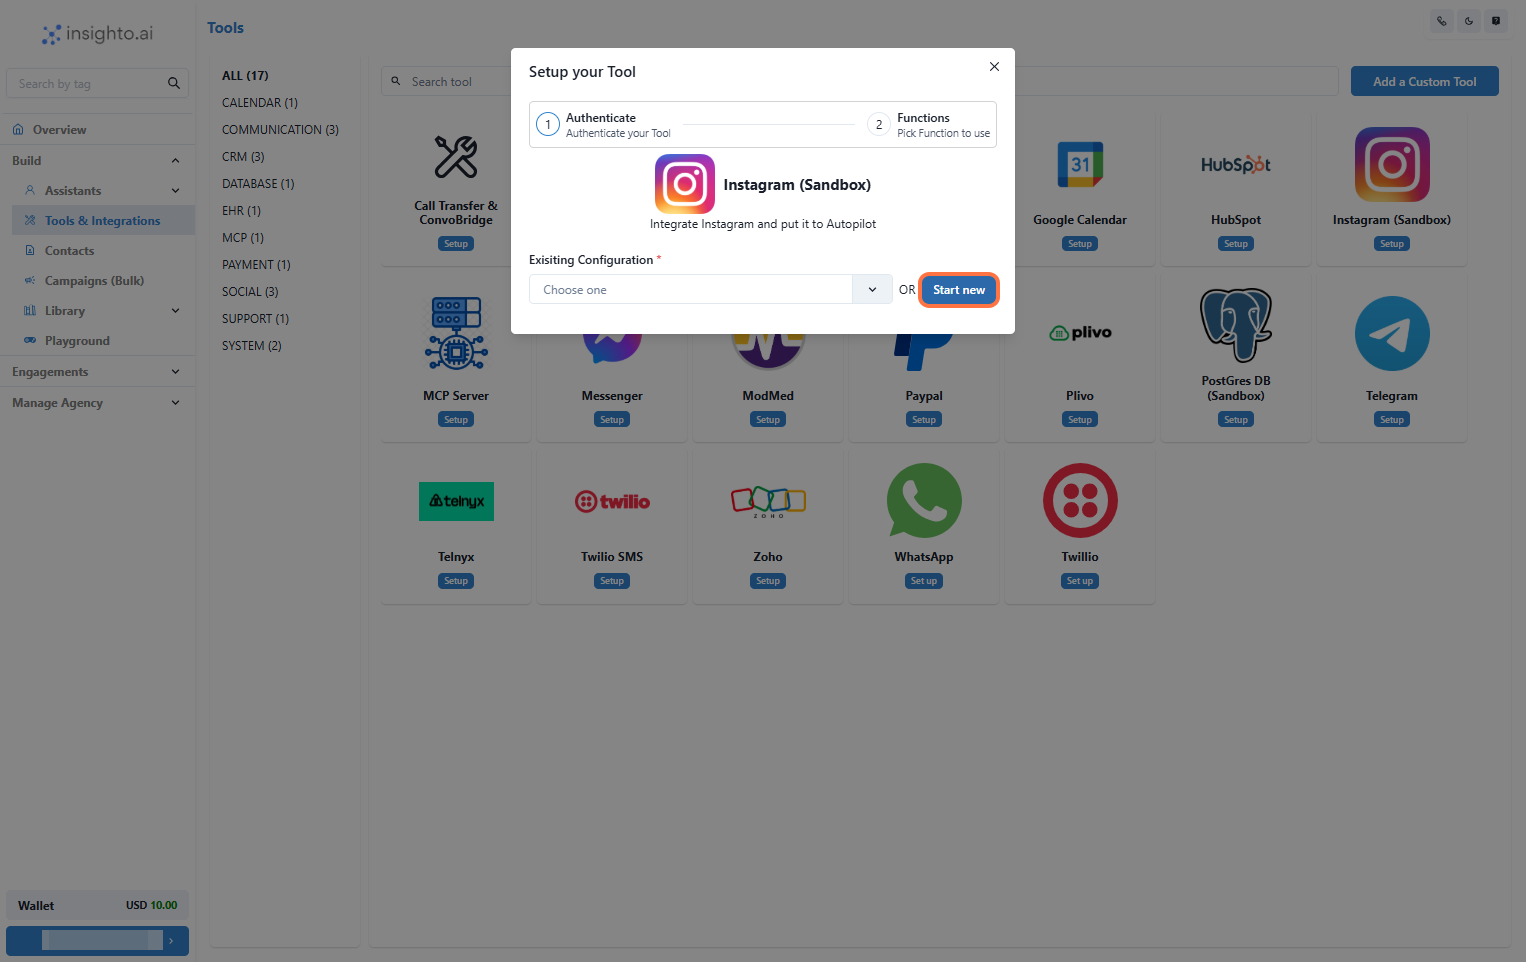 insighto.ai
Search by tag
Overview
Build
Assistants
Tools & Integrations
Contacts
Campaigns (Bulk)
Library
Playground
Engagements
Manage Agency
Wallet USD 10.00
Tools
ALL (17)
CALENDAR (1)
COMMUNICATION (3)
CRM (3)
DATABASE (1)
EHR (1)
MCP (1)
PAYMENT (1)
SOCIAL (3)
SUPPORT (1)
SYSTEM (2)
Search tool
Add a Custom Tool
Setup your Tool
1 Authenticate
Authenticate your Tool
2 Functions
Pick Function to use
Instagram (Sandbox)
Integrate Instagram and put it to Autopilot
Exisiting Configuration *
Choose one
OR Start new
Call Transfer &
ConvoBridge
Setup
31
Google Calendar
Setup
HubSpot
HubSpot
Setup
Instagram (Sandbox)
Setup
MCP Server
Setup
Messenger
Setup
ModMed
Setup
Paypal
Setup
plivo
Plivo
Setup
PostGres DB
(Sandbox)
Setup
Telegram
Setup
telnyx
Telnyx
Setup
twilio
Twilio SMS
Setup
ZOHO
Zoho
Setup
WhatsApp
Set up
Twillio
Set up